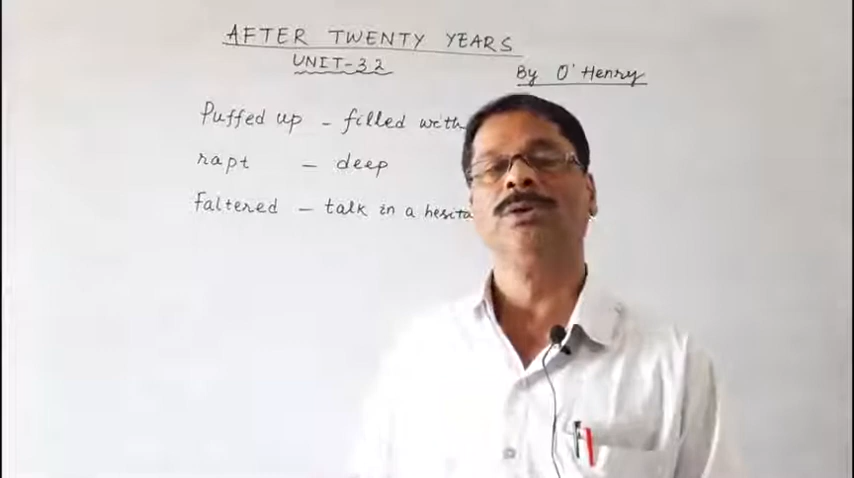 AFTER TWENTY YEARS
UNIT-32
By O'Henry
Puffed up - filled with
rapt - deep
faltered - talk in a